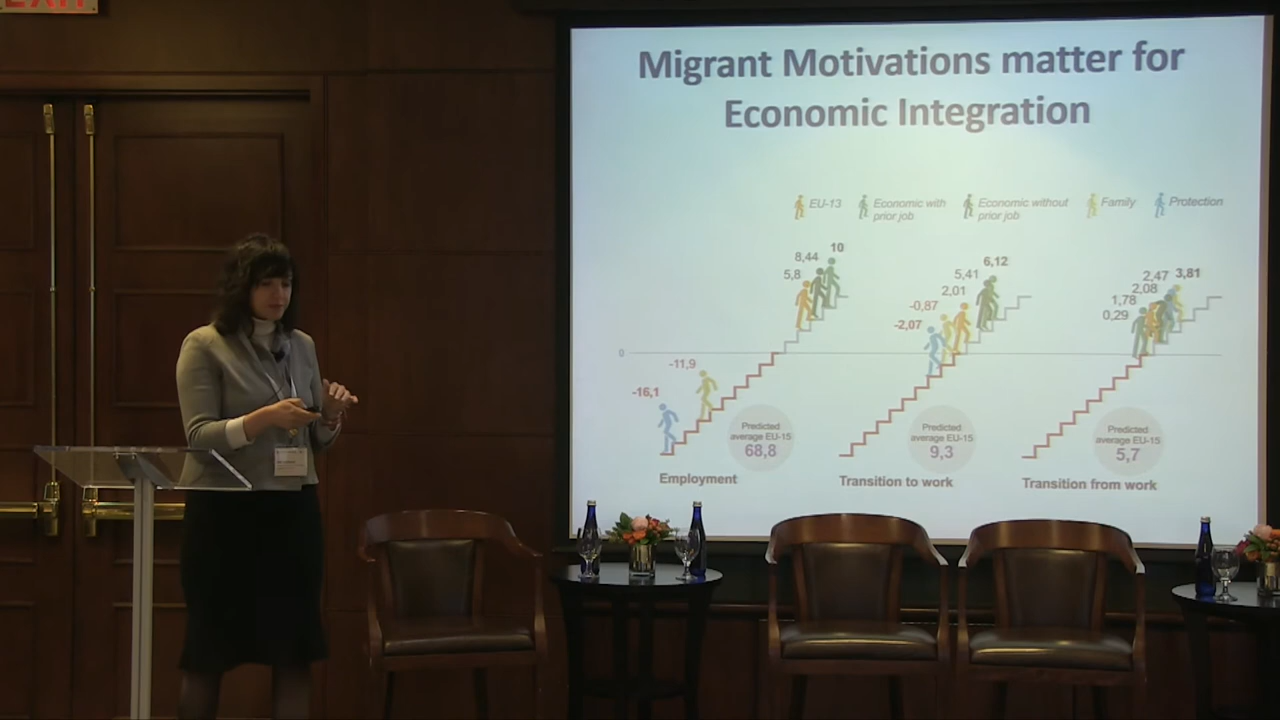 EXIT
Migrant Motivations matter for
Economic Integration
EU-13
Economic with
prior job
Economic without
prior job
Family
Protection
10
8,44
5,8
-11,9
-16,1
0
6,12
5,41
2,01
-0,87
-2,07
2,47 3,81
2,08
1,78
0,29
Predicted
average EU-15
68,8
Predicted
average EU-15
9,3
Predicted
average EU-15
5,7
Employment
Transition to work
Transition from work